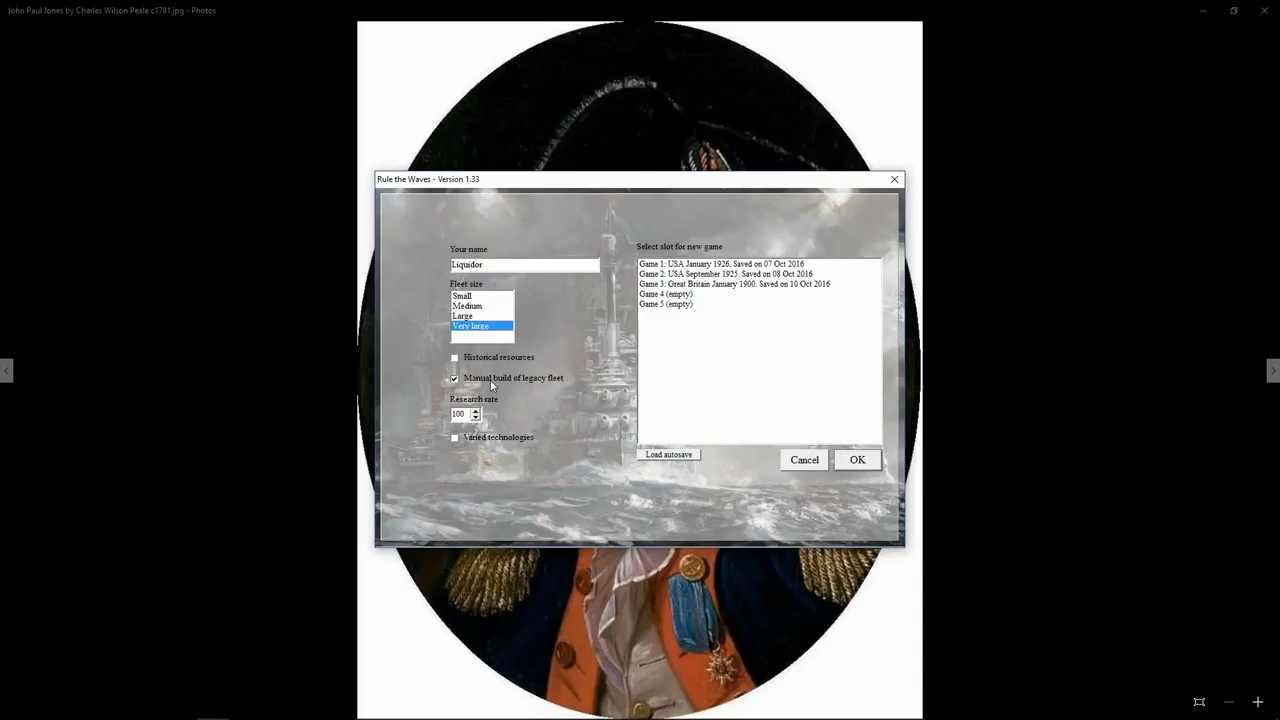 John Paul Jones by Charles Wilson Peale c1781.jpg - Photos
Rule the Waves - Version 1.33
Your name
Liquidor
Fleet size
Small
Medium
Large
Very large
Historical resources
Manual build of legacy fleet
Research rate
100
Varied technologies
Select slot for new game
Game 1: USA January 1926. Saved on 07 Oct 2016
Game 2: USA September 1925. Saved on 08 Oct 2016
Game 3: Great Britain January 1900. Saved on 10 Oct 2016
Game 4 (empty)
Game 5 (empty)
Load autosave
Cancel
OK